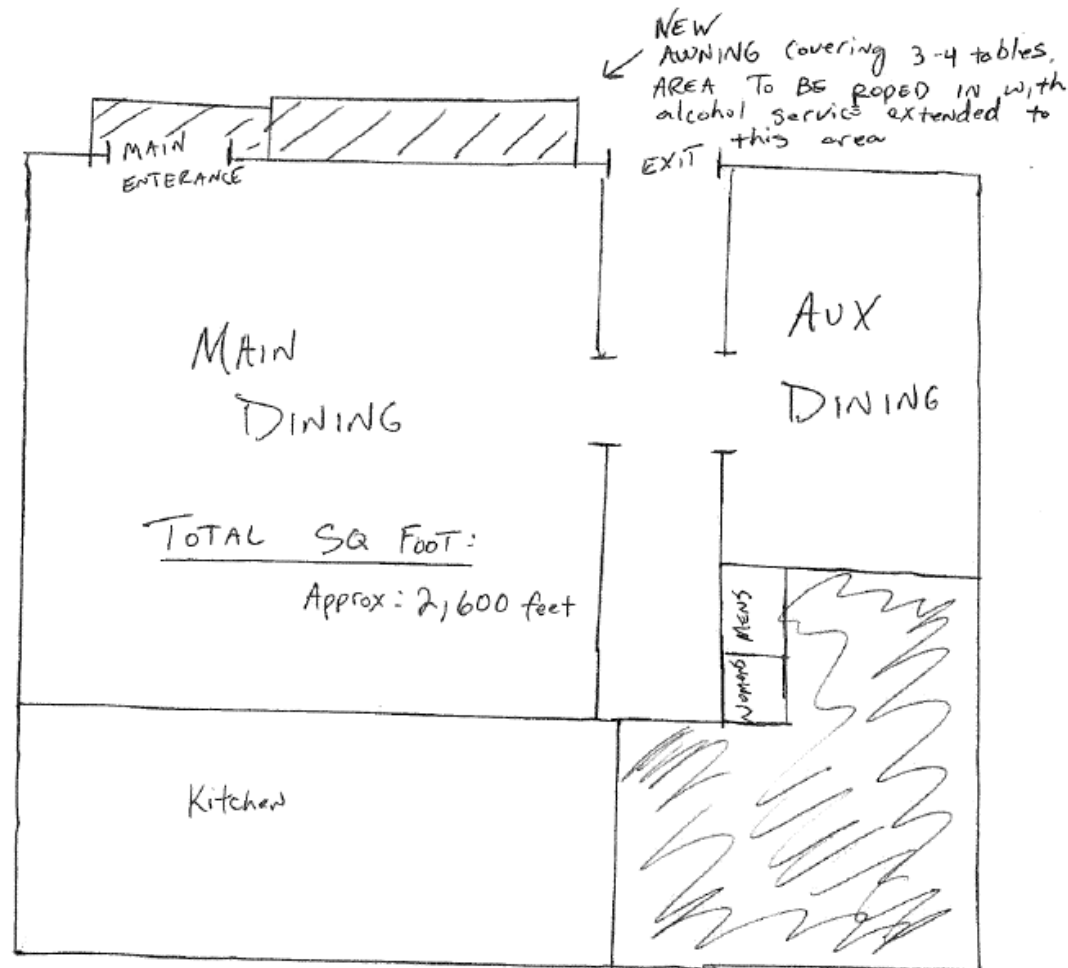 NEW
AWNING covering 3-4 tables.
AREA TO BE ROPED IN with
alcohol service extended to
this area
MAIN
ENTERANCE
EXIT
MAIN
DINING
AUX
DINING
TOTAL SQ FOOT:
Approx: 2,600 feet
MENS
WOMENS
Kitchen